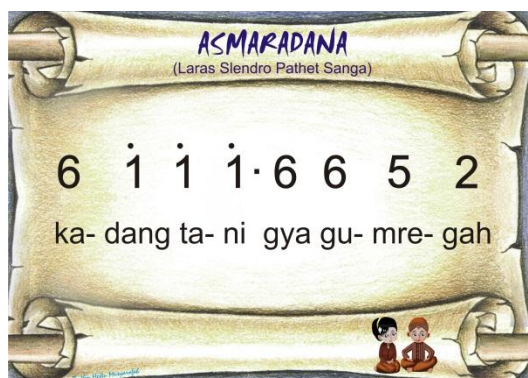 ASMARADANA
(Laras Slendro Pathet Sanga)
6 1̇ 1̇ 1̇· 6 6 5 2
ka- dang ta- ni gya gu- mre- gah